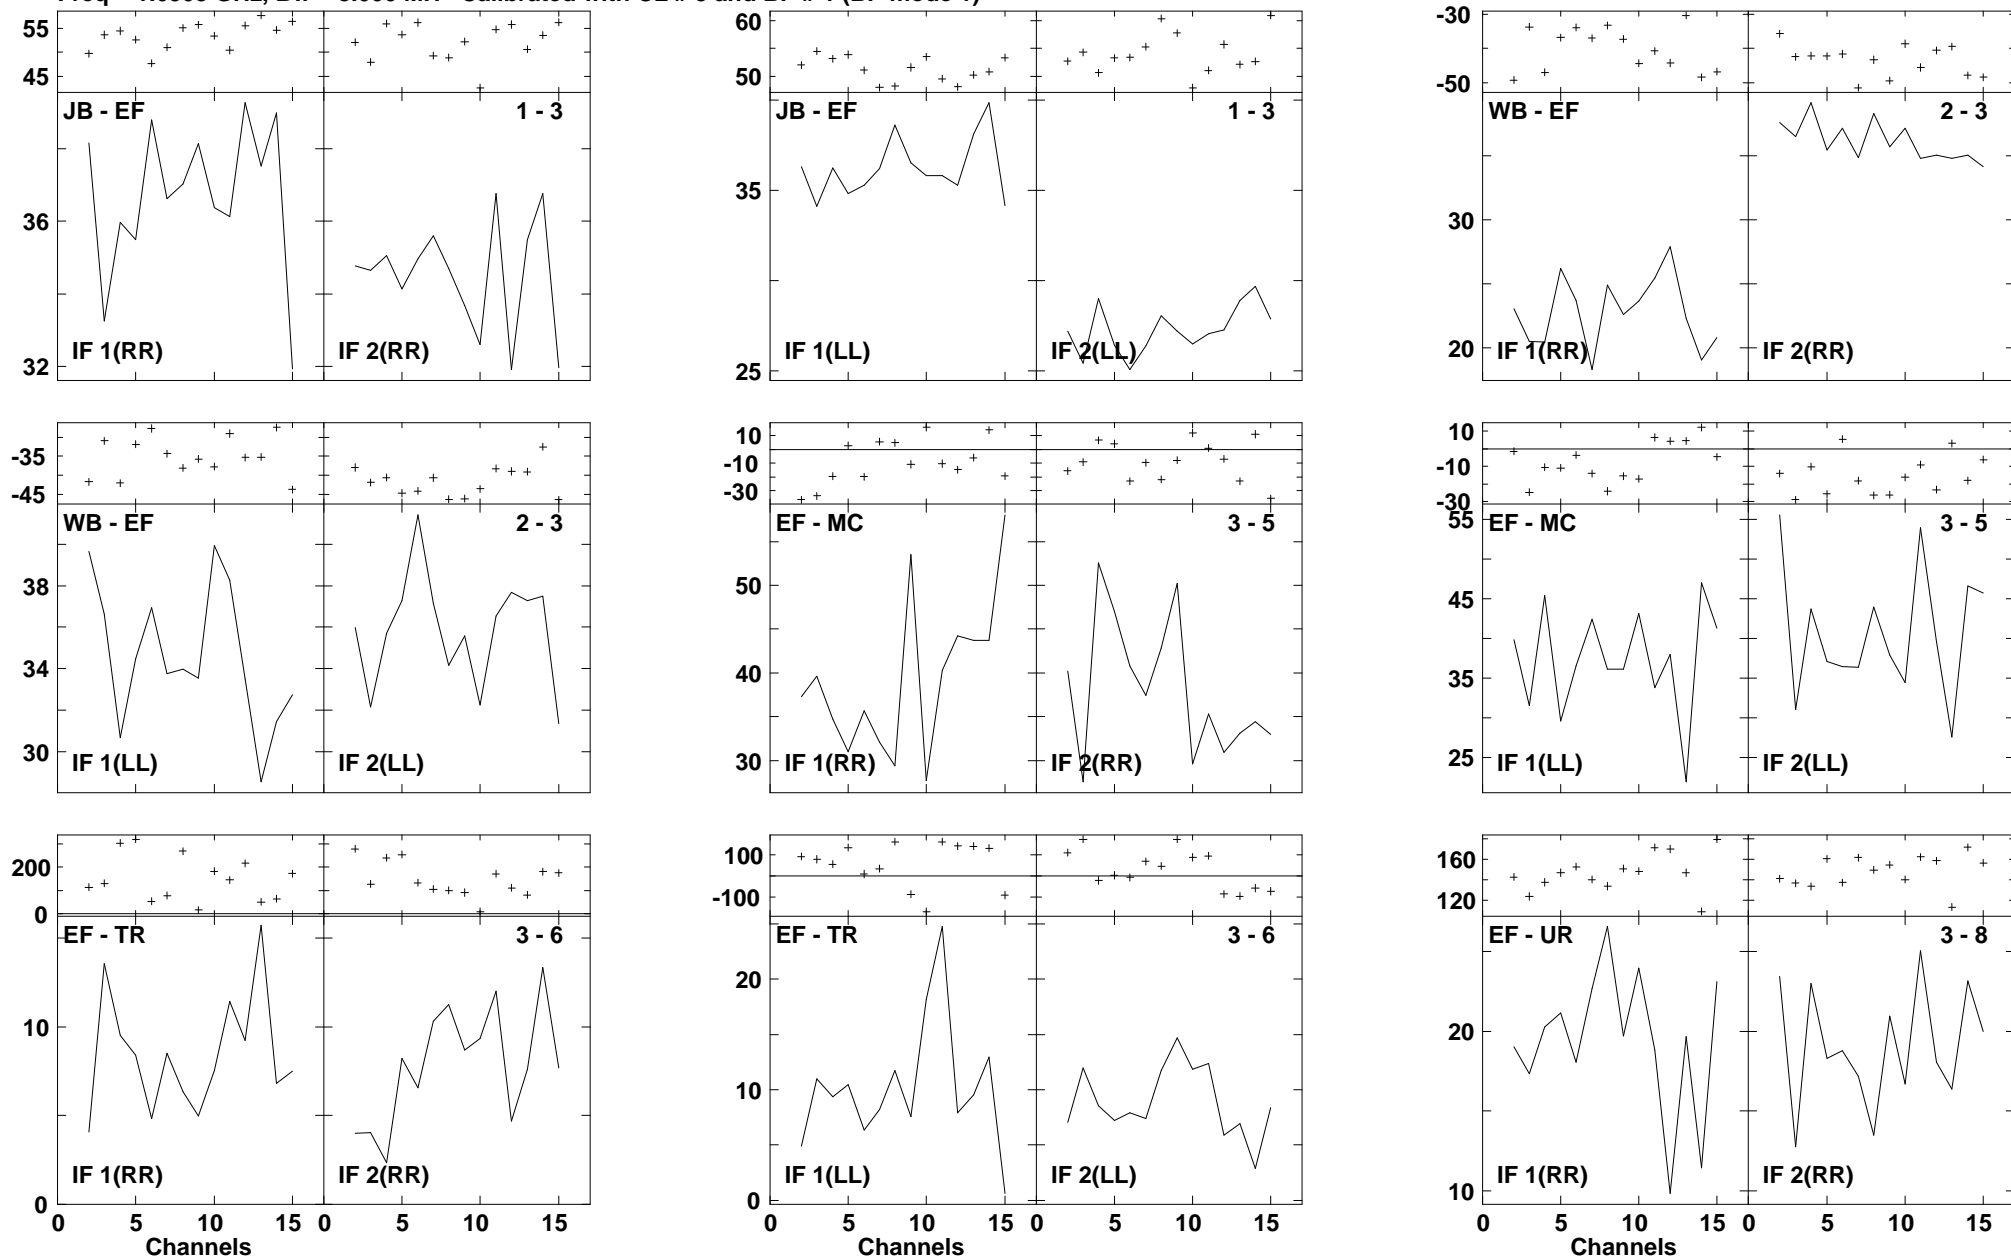 55
45
JB - EF
1 - 3
36
32
IF 1(RR)
IF 2(RR)
60
50
JB - EF
1 - 3
35
25
IF 1(LL)
IF 2(LL)
-30
-50
WB - EF
2 - 3
30
20
IF 1(RR)
IF 2(RR)
-35
-45
WB - EF
2 - 3
38
34
30
IF 1(LL)
IF 2(LL)
10
-10
-30
EF - MC
3 - 5
50
40
30
IF 1(RR)
IF 2(RR)
10
-10
-30
55
EF - MC
3 - 5
45
35
25
IF 1(LL)
IF 2(LL)
200
0
EF - TR
3 - 6
10
0
IF 1(RR)
IF 2(RR)
0 5 10 15 0 5 10 15
Channels
100
-100
EF - TR
3 - 6
20
10
0
IF 1(LL)
IF 2(LL)
0 5 10 15 0 5 10 15
Channels
160
120
EF - UR
3 - 8
20
10
IF 1(RR)
IF 2(RR)
0 5 10 15 0 5 10 15
Channels